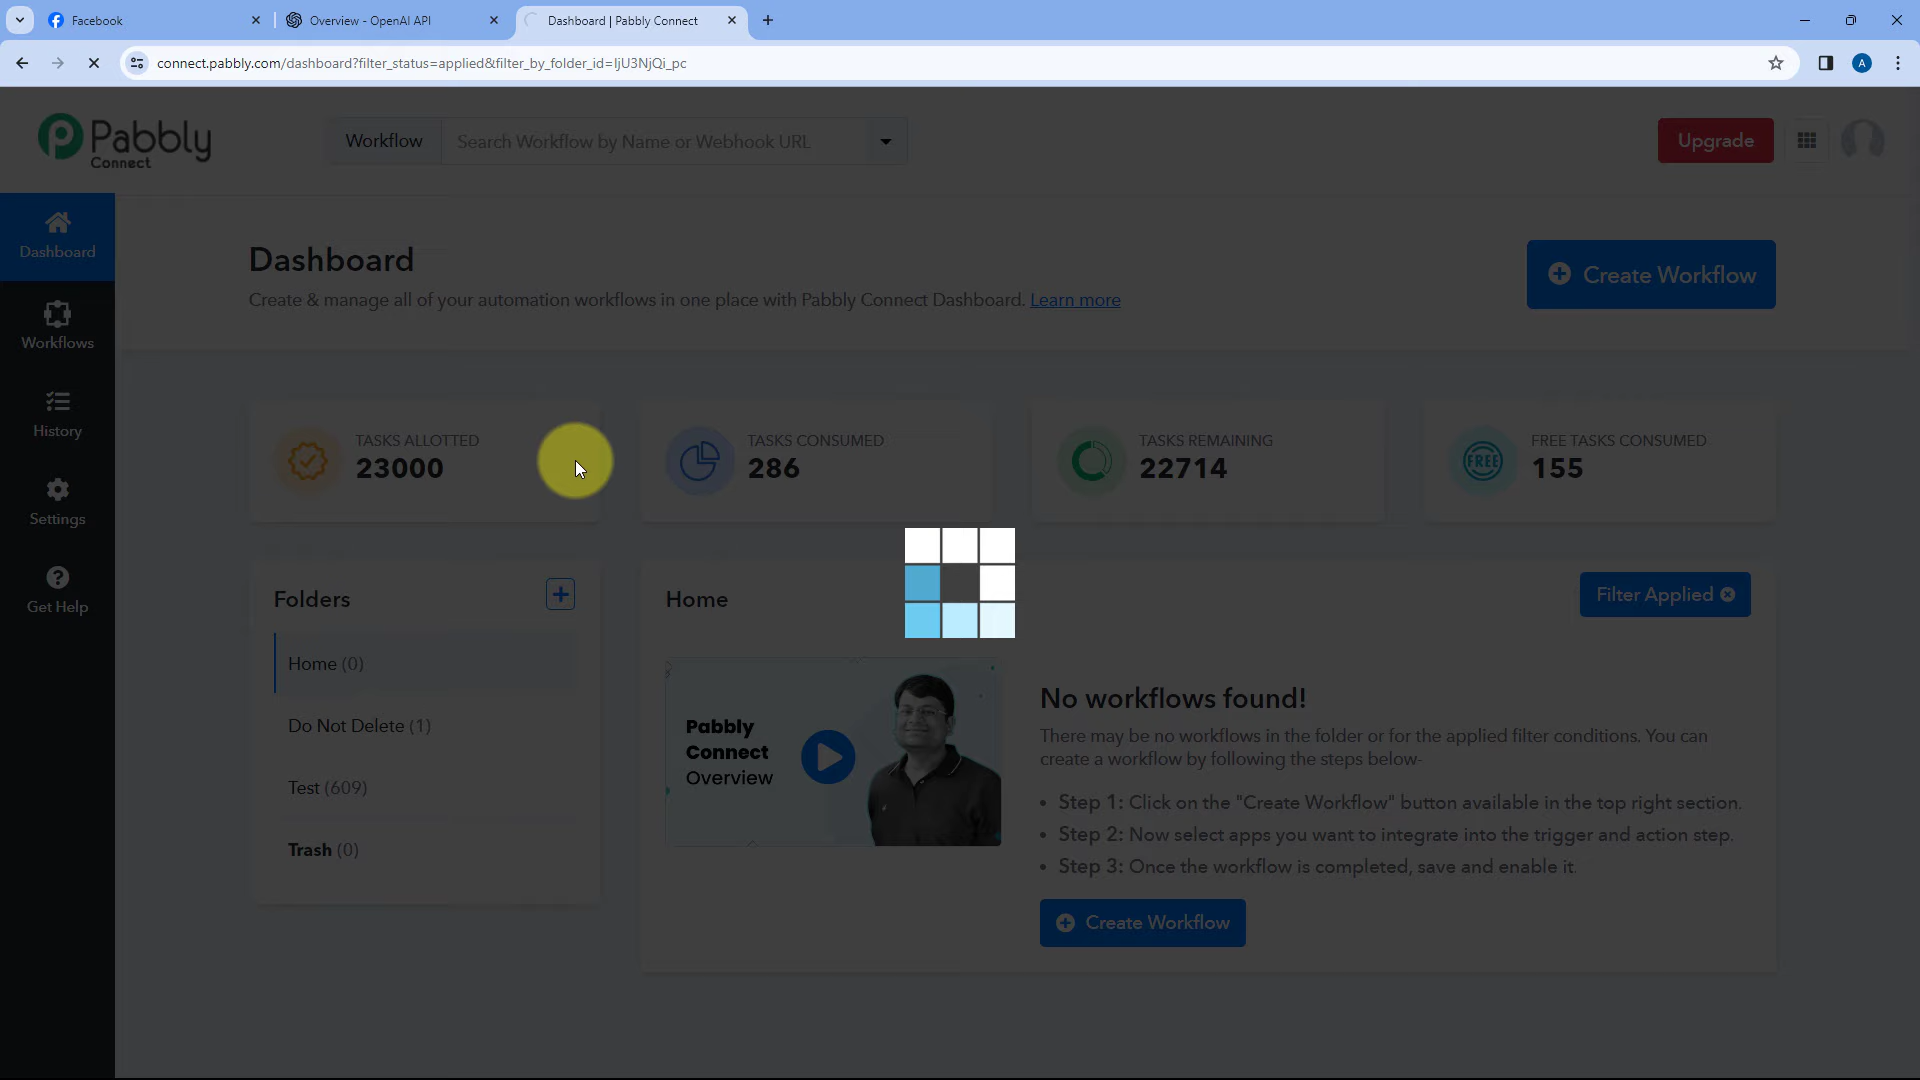 Facebook
Overview - OpenAI API
Dashboard | Pabbly Connect
connect.pabbly.com/dashboard?filter_status=applied&filter_by_folder_id=IjU3NjQi_pc
A
Pabbly
Connect
Workflow
Search Workflow by Name or Webhook URL
Upgrade
Dashboard
Workflows
History
Settings
Get Help
Dashboard
Create & manage all of your automation workflows in one place with Pabbly Connect Dashboard. Learn more
Create Workflow
TASKS ALLOTTED
23000
TASKS CONSUMED
286
TASKS REMAINING
22714
FREE
FREE TASKS CONSUMED
155
Folders
Home (0)
Do Not Delete (1)
Test (609)
Trash (0)
Home
Filter Applied
Pabbly
Connect
Overview
No workflows found!
There may be no workflows in the folder or for the applied filter conditions. You can
create a workflow by following the steps below-
• Step 1: Click on the "Create Workflow" button available in the top right section.
• Step 2: Now select apps you want to integrate into the trigger and action step.
• Step 3: Once the workflow is completed, save and enable it.
Create Workflow